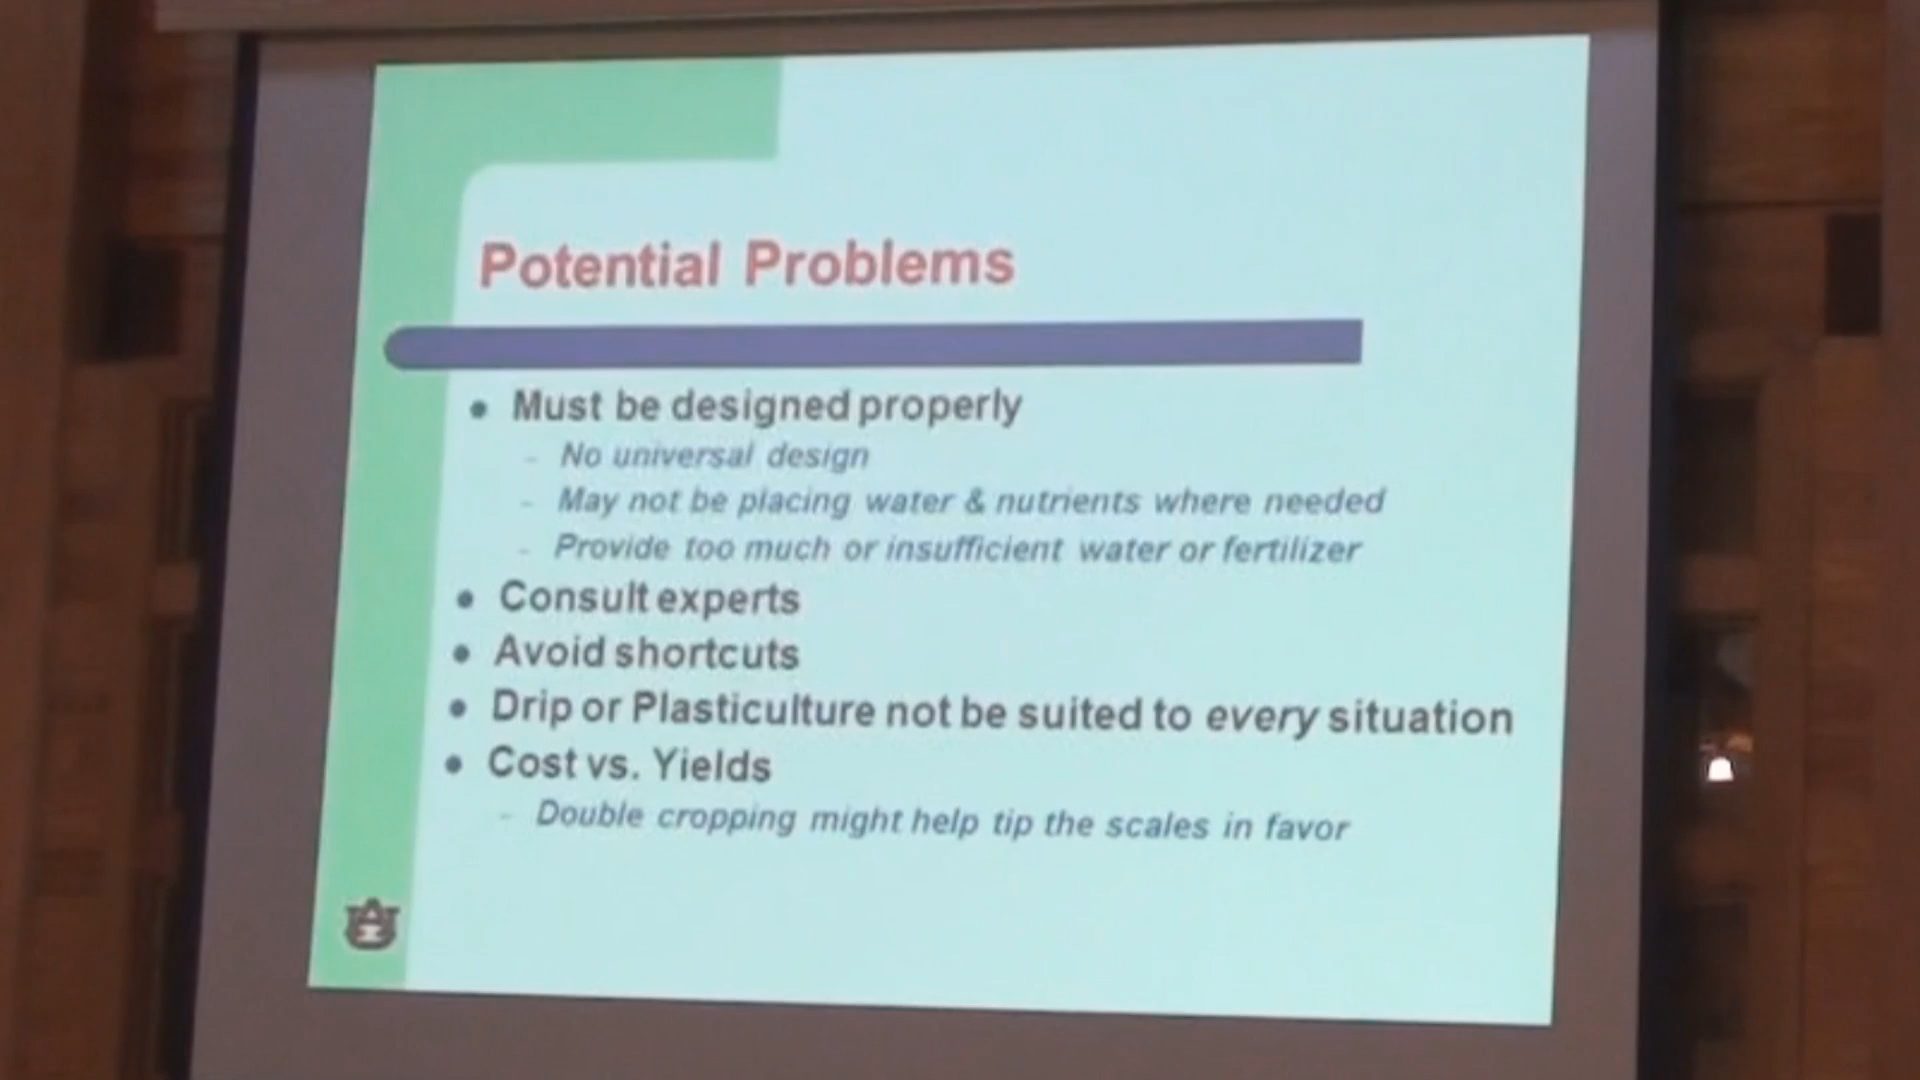 Potential Problems
• Must be designed properly
- No universal design
- May not be placing water & nutrients where needed
- Provide too much or insufficient water or fertilizer
• Consult experts
• Avoid shortcuts
• Drip or Plasticulture not be suited to every situation
• Cost vs. Yields
- Double cropping might help tip the scales in favor
AU